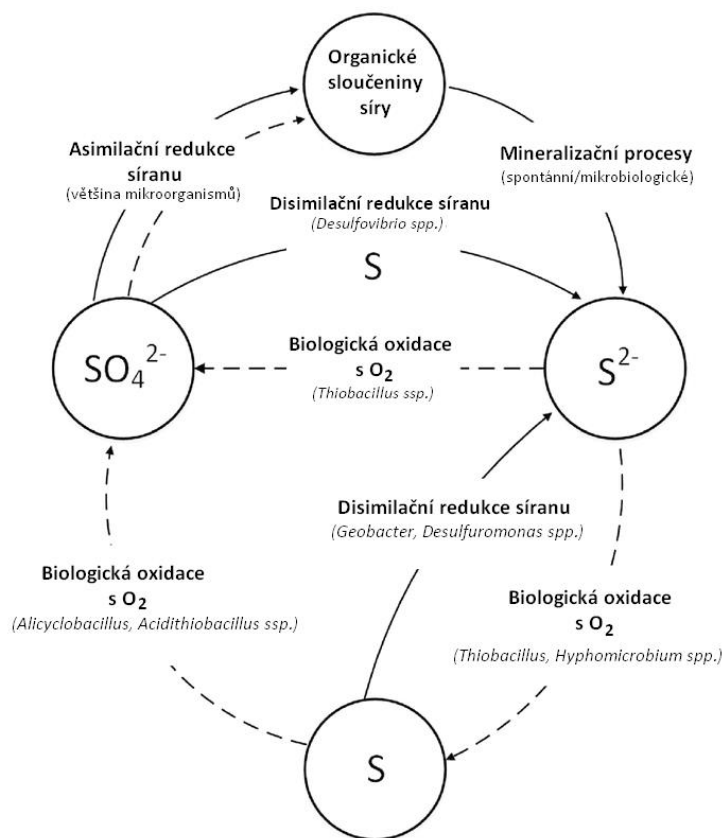 Organické
sloučeniny
síry
Asimilační redukce
síranu
(většina mikroorganismů)
Mineralizační procesy
(spontánní/mikrobiologické)
Disimilační redukce síranu
(Desulfovibrio spp.)
S
SO₄²⁻
Biologická oxidace
s O₂
(Thiobacillus ssp.)
S²⁻
Disimilační redukce síranu
(Geobacter, Desulfuromonas spp.)
Biologická oxidace
s O₂
(Alicyclobacillus, Acidithiobacillus ssp.)
Biologická oxidace
s O₂
(Thiobacillus, Hyphomicrobium spp.)
S